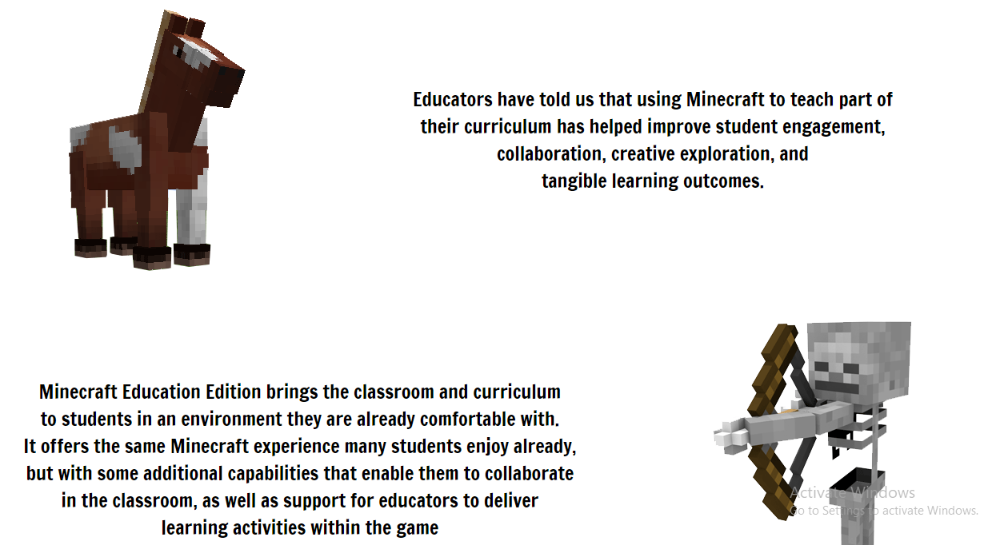 Educators have told us that using Minecraft to teach part of
their curriculum has helped improve student engagement,
collaboration, creative exploration, and
tangible learning outcomes.
Minecraft Education Edition brings the classroom and curriculum
to students in an environment they are already comfortable with.
It offers the same Minecraft experience many students enjoy already,
but with some additional capabilities that enable them to collaborate
in the classroom, as well as support for educators to deliver
learning activities within the game
Activate Windows
Go to Settings to activate Windows.